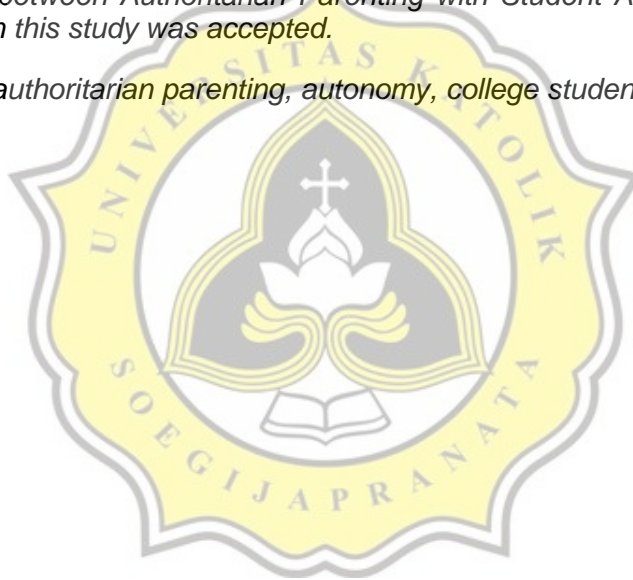 between Authoritarian Parenting with Student A
n this study was accepted.
authoritarian parenting, autonomy, college studen
UNIVERSITAS KATOLIK
SOEGIJAPRANATA